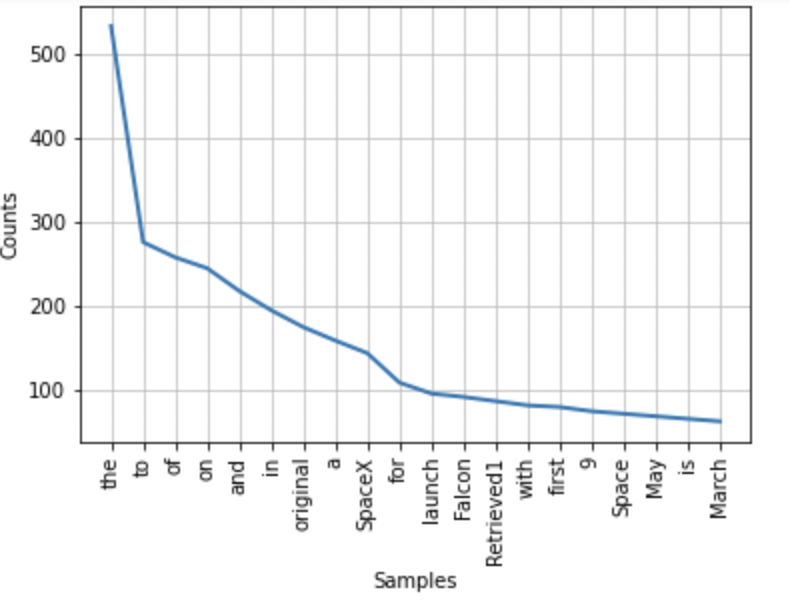 500
400
300
200
100
Counts
the
to
of
on
and
in
original
a
SpaceX
for
launch
Falcon
Retrieved1
with
first
9
Space
May
is
March
Samples